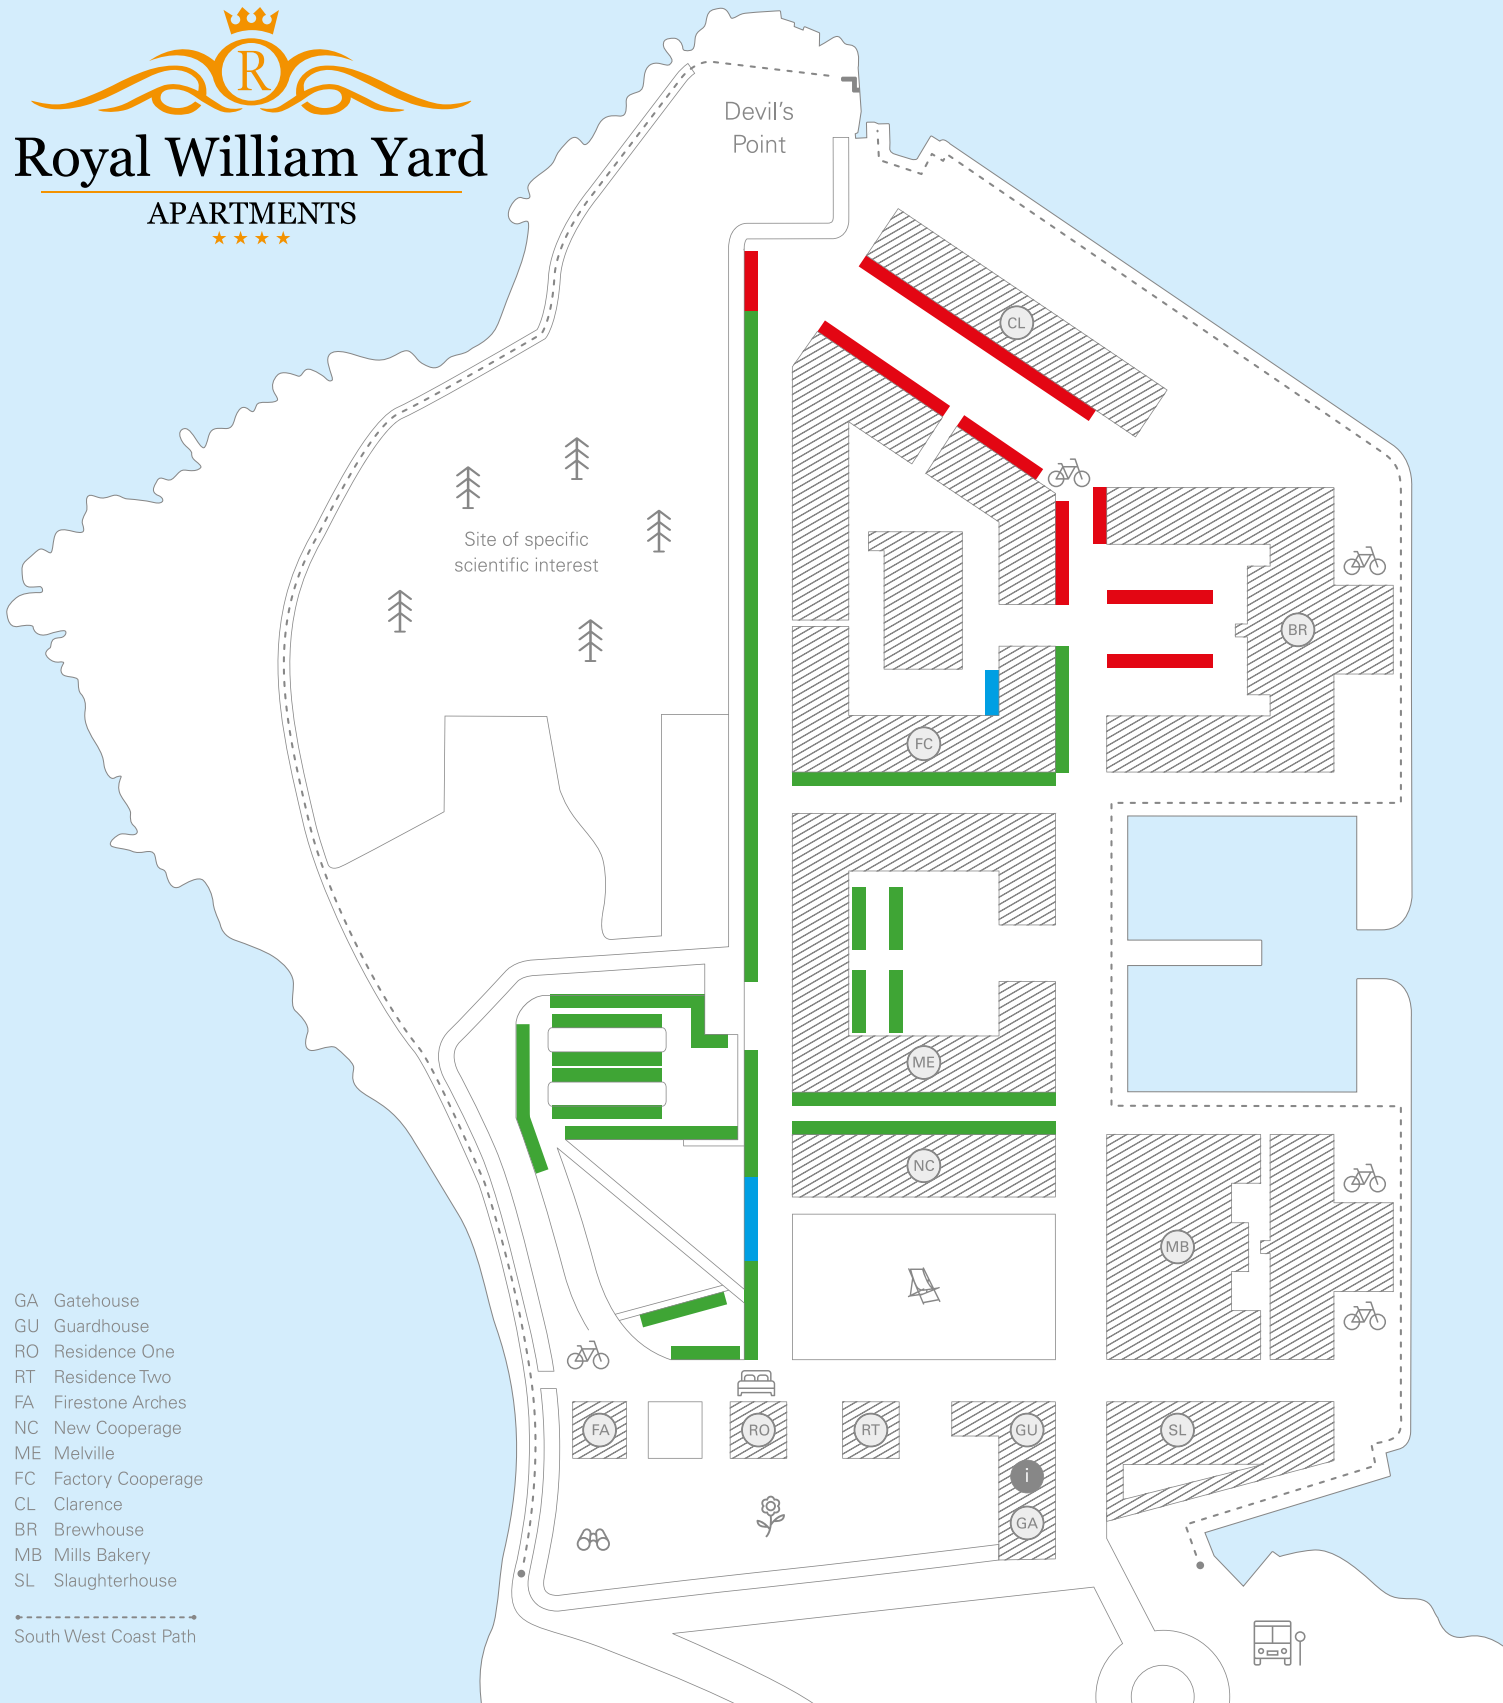 R
Royal William Yard
APARTMENTS
Devil's
Point
CL
Site of specific
scientific interest
BR
FC
ME
NC
MB
FA
RO
RT
GU
SL
i
GA
GA Gatehouse
GU Guardhouse
RO Residence One
RT Residence Two
FA Firestone Arches
NC New Cooperage
ME Melville
FC Factory Cooperage
CL Clarence
BR Brewhouse
MB Mills Bakery
SL Slaughterhouse
South West Coast Path